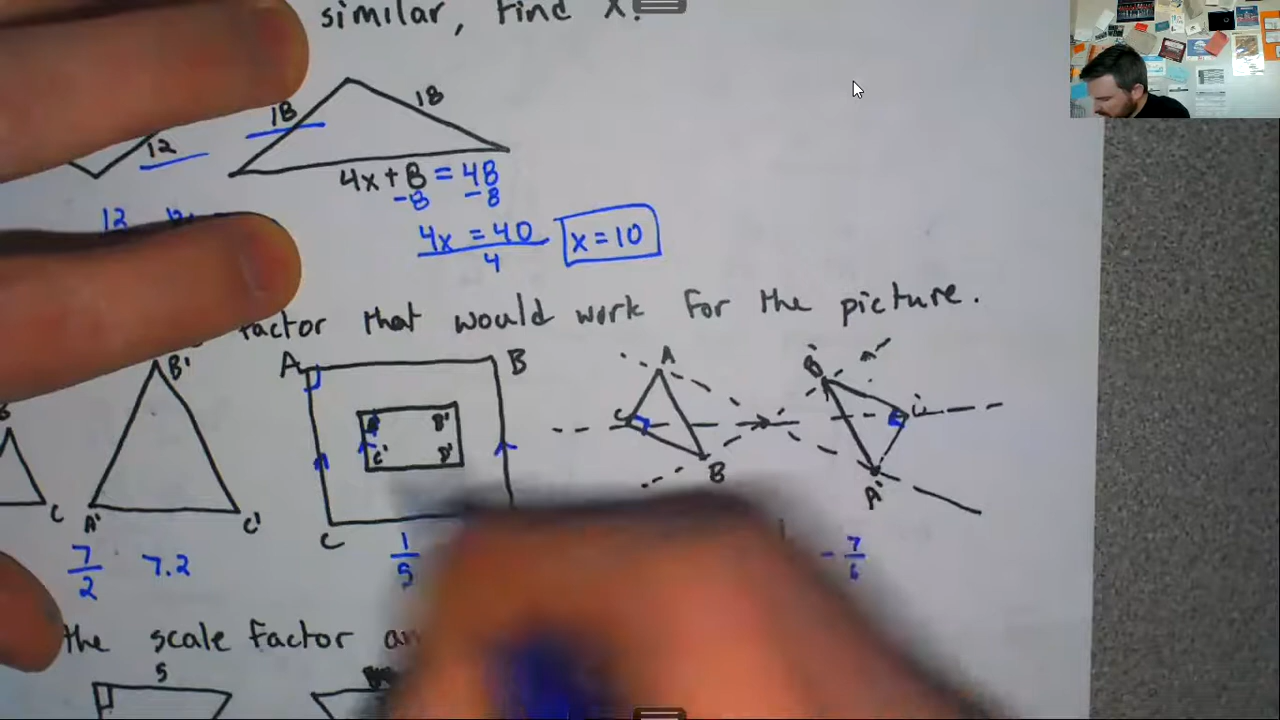 similar, find x.
18 18
12
4x+8 = 48
-8 -8
12
4x = 40 x=10
4
factor that would work for the picture.
B' A B A B'
C C'
A' B'
C' D'
C A' C' C B A'
7/2 7.2 1/5 - 7/6
the scale factor
5